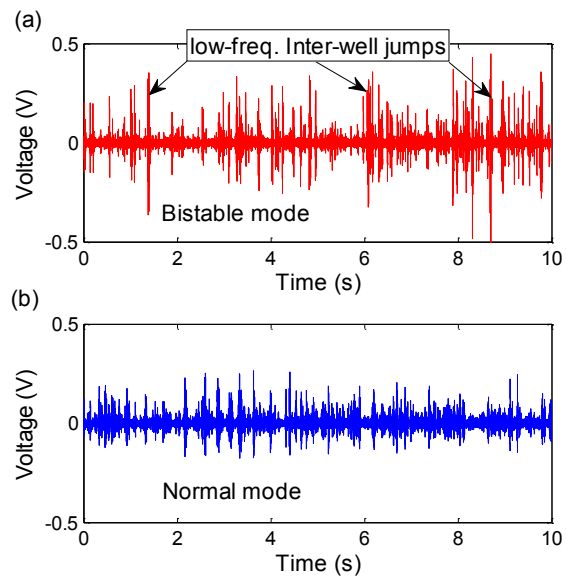 (a)
low-freq. Inter-well jumps
0.5
0
-0.5
Voltage (V)
Bistable mode
0 2 4 6 8 10
Time (s)
(b)
0.5
0
-0.5
Voltage (V)
Normal mode
0 2 4 6 8 10
Time (s)